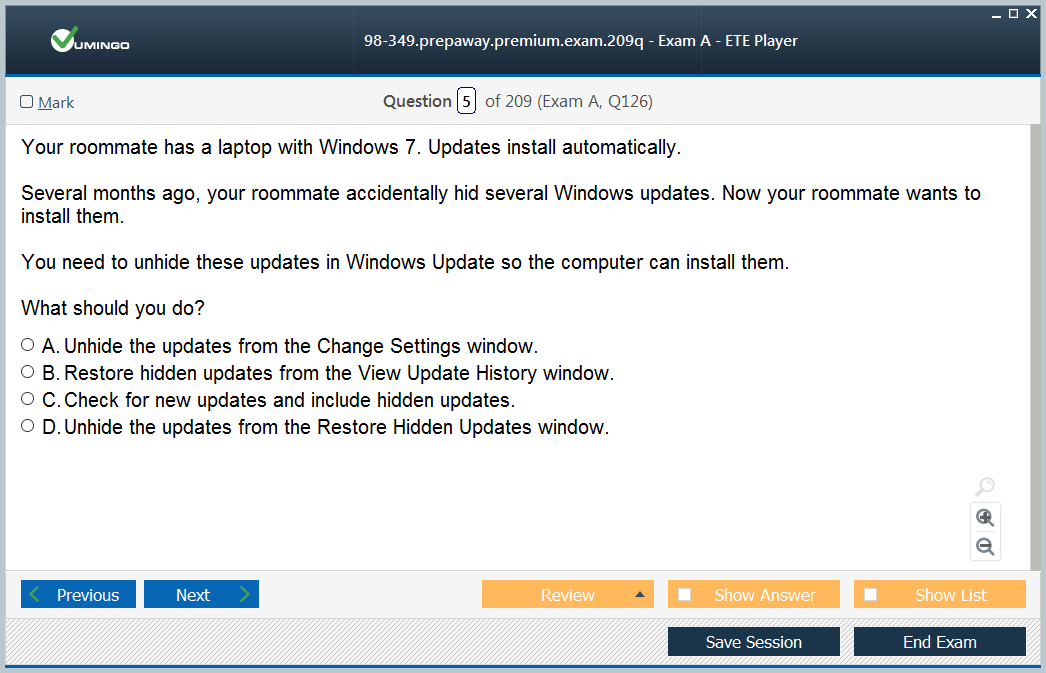 VUMINGO
98-349.prepaway.premium.exam.209q - Exam A - ETE Player
Mark
Question 5 of 209 (Exam A, Q126)
Your roommate has a laptop with Windows 7. Updates install automatically.
Several months ago, your roommate accidentally hid several Windows updates. Now your roommate wants to
install them.
You need to unhide these updates in Windows Update so the computer can install them.
What should you do?
A. Unhide the updates from the Change Settings window.
B. Restore hidden updates from the View Update History window.
C. Check for new updates and include hidden updates.
D. Unhide the updates from the Restore Hidden Updates window.
Previous Next Review Show Answer Show List
Save Session End Exam